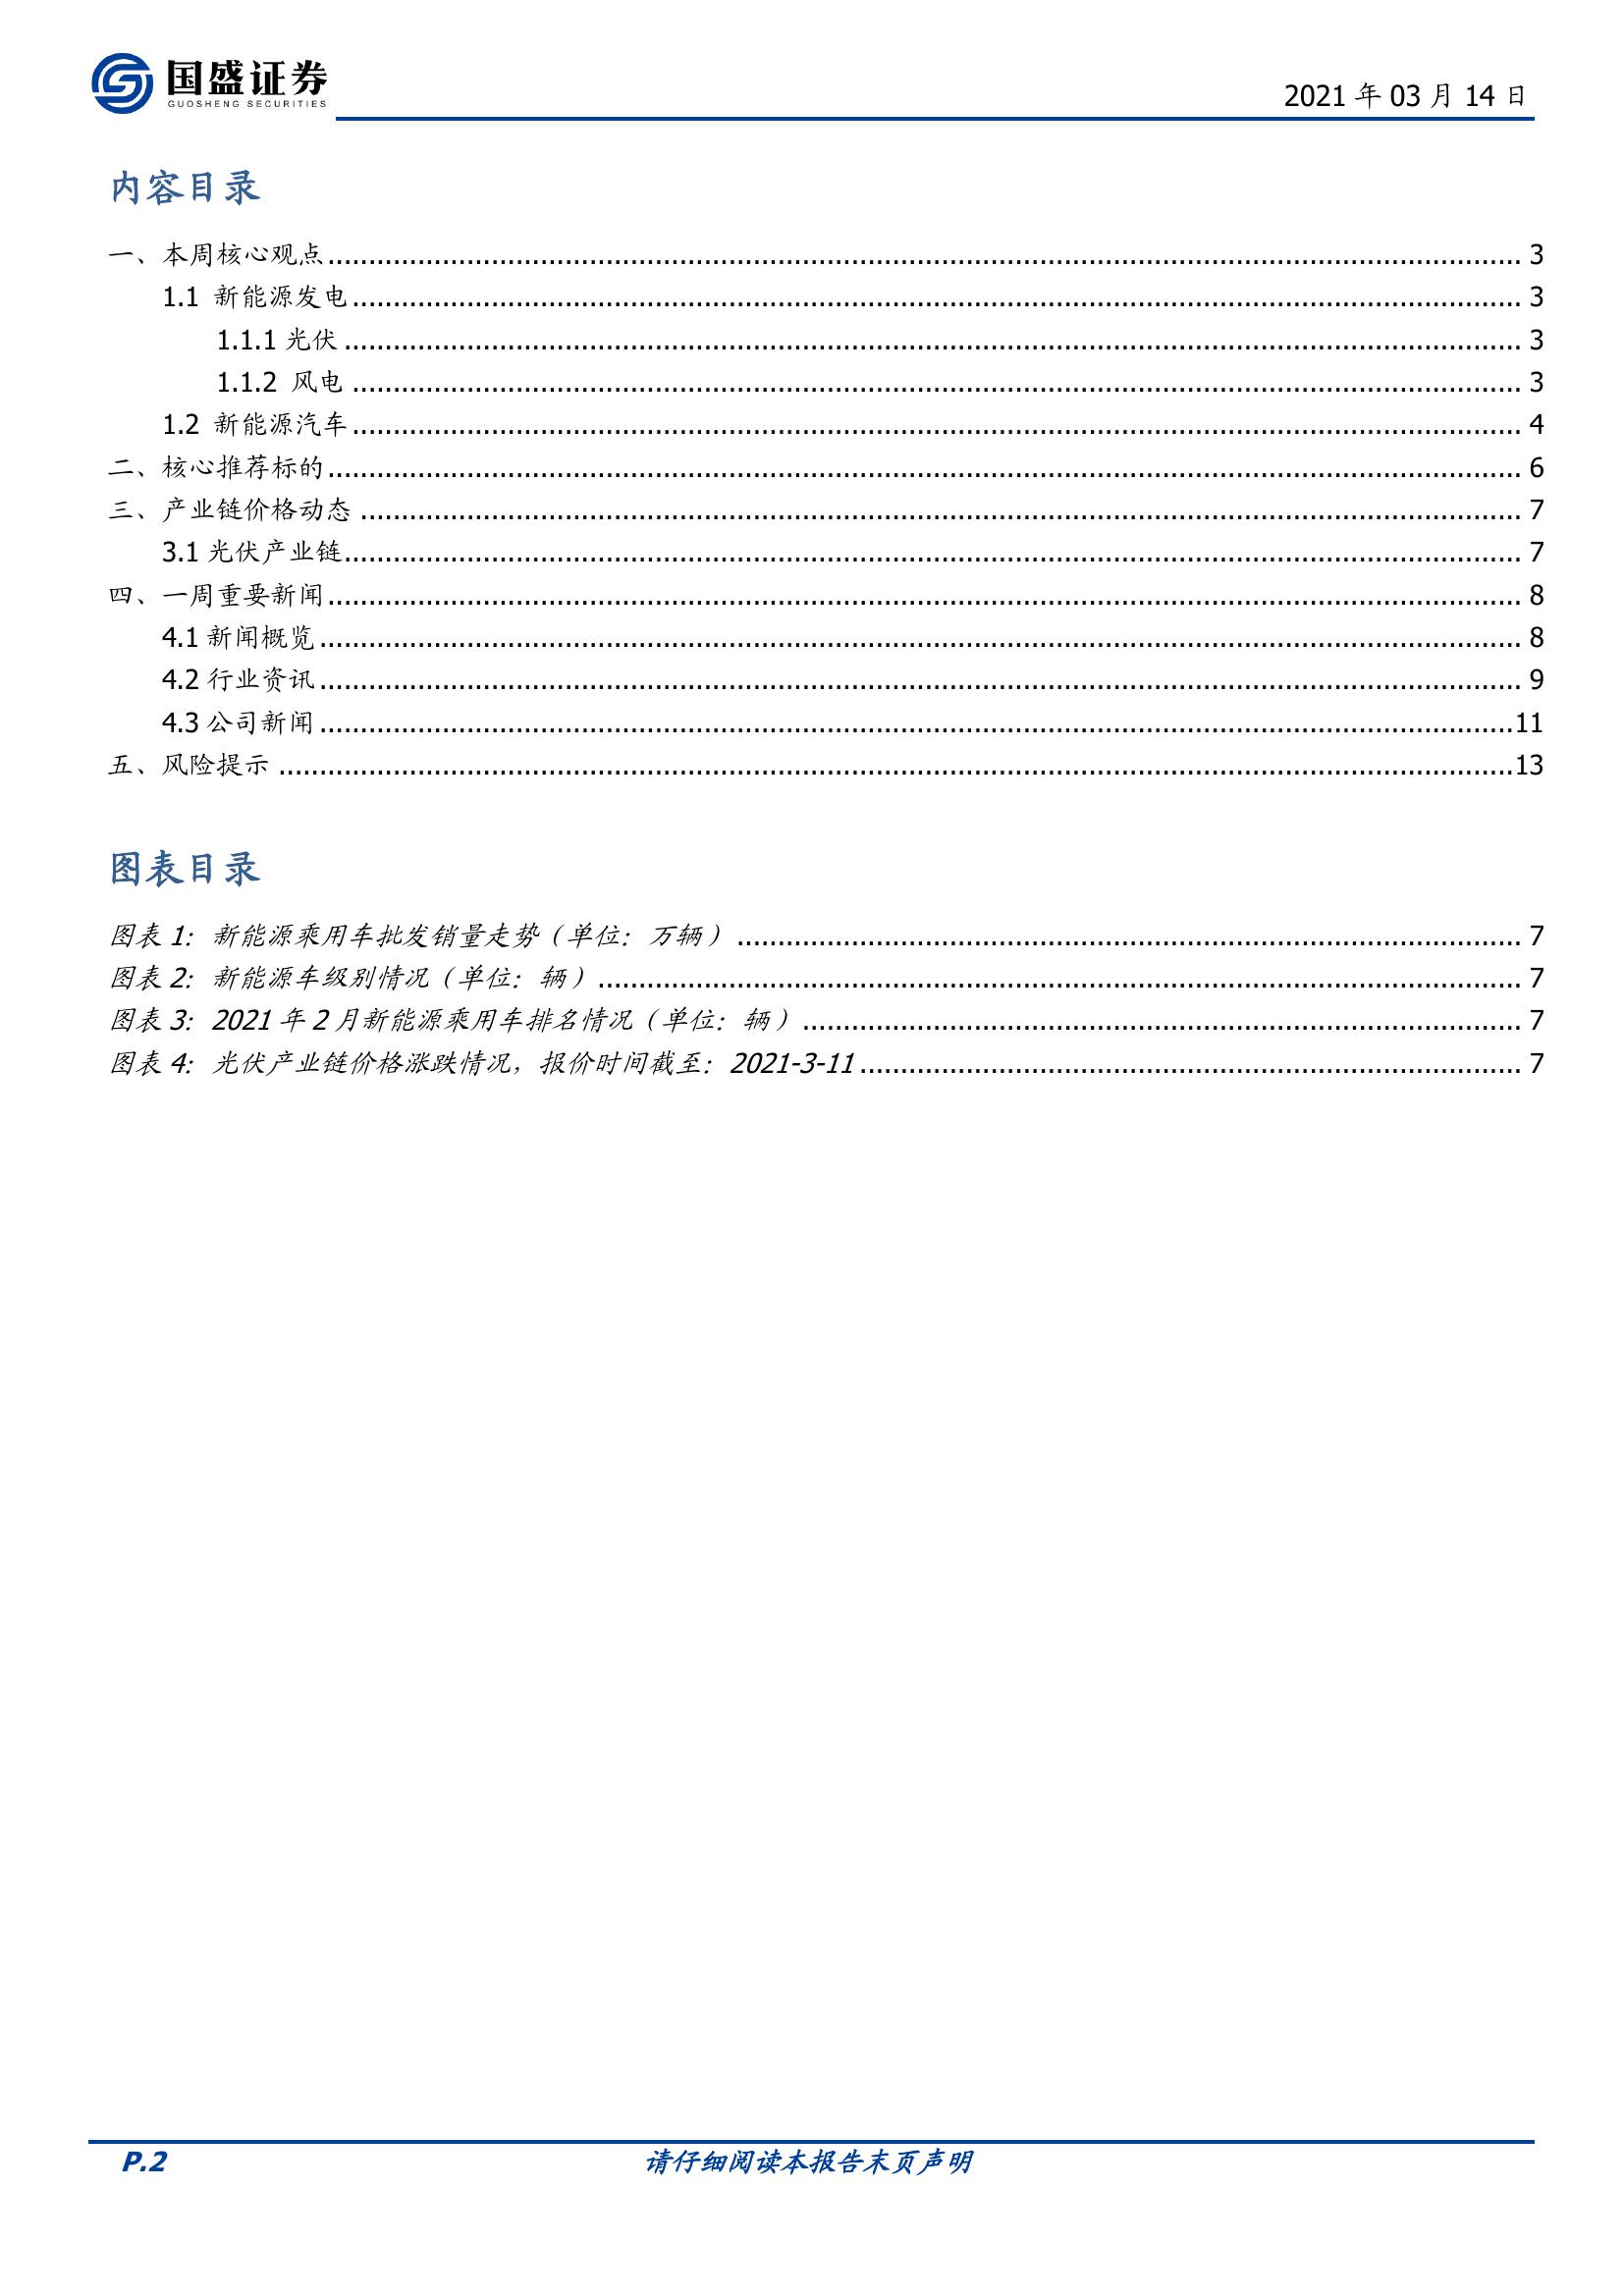 国盛证券
GUOSHENG SECURITIES
2021 年 03 月 14 日
内容目录
一、本周核心观点........................................................................ 3
1.1 新能源发电........................................................................ 3
1.1.1 光伏........................................................................ 3
1.1.2 风电........................................................................ 3
1.2 新能源汽车........................................................................ 4
二、核心推荐标的........................................................................ 6
三、产业链价格动态........................................................................ 7
3.1 光伏产业链........................................................................ 7
四、一周重要新闻........................................................................ 8
4.1 新闻概览........................................................................ 8
4.2 行业资讯........................................................................ 9
4.3 公司新闻........................................................................11
五、风险提示........................................................................13
图表目录
图表 1：新能源乘用车批发销量走势（单位：万辆）........................................................................ 7
图表 2：新能源车级别情况（单位：辆）........................................................................ 7
图表 3：2021 年 2 月新能源乘用车排名情况（单位：辆）........................................................................ 7
图表 4：光伏产业链价格涨跌情况，报价时间截至：2021-3-11........................................................................ 7
P.2
请仔细阅读本报告末页声明